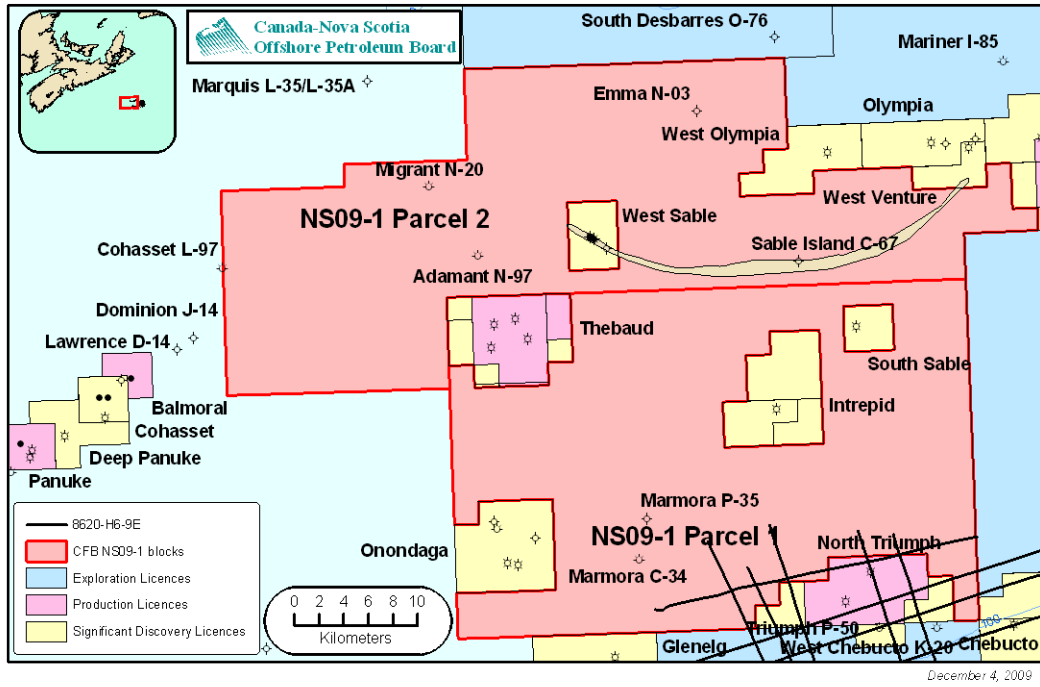 Canada-Nova Scotia
Offshore Petroleum Board
South Desbarres O-76
Mariner I-85
Marquis L-35/L-35A
Emma N-03
Olympia
West Olympia
Migrant N-20
NS09-1 Parcel 2
West Sable
West Venture
Cohasset L-97
Sable Island C-67
Adamant N-97
Dominion J-14
Thebaud
Lawrence D-14
South Sable
Balmoral
Intrepid
Cohasset
Deep Panuke
Panuke
Marmora P-35
8620-H6-9E
NS09-1 Parcel 1
North Triumph
CFB NS09-1 blocks
Onondaga
Exploration Licences
Marmora C-34
Production Licences
0 2 4 6 8 10
Kilometers
Significant Discovery Licences
100
Triumph P-50
Glenelg
West Chebucto K-20
Chebucto
December 4, 2009